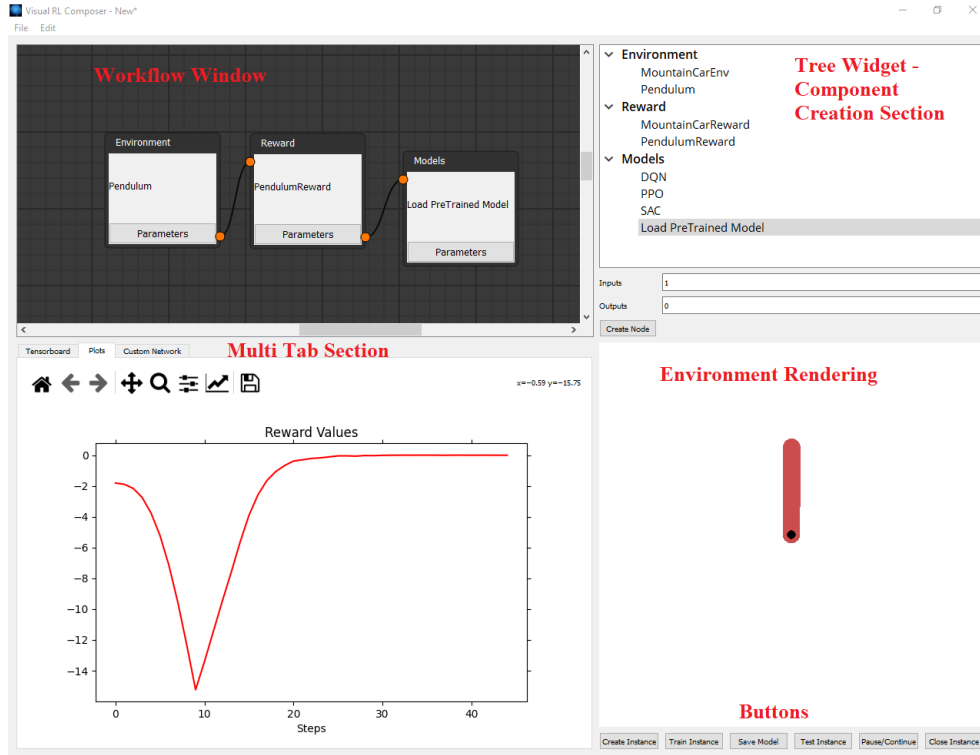 Visual RL Composer - New*
File Edit
Workflow Window
Environment
Pendulum
Parameters
Reward
PendulumReward
Parameters
Models
Load PreTrained Model
Parameters
Environment
MountainCarEnv
Pendulum
Reward
MountainCarReward
PendulumReward
Models
DQN
PPO
SAC
Load PreTrained Model
Tree Widget -
Component
Creation Section
Inputs 1
Outputs 0
Create Node
Tensorboard Plots Custom Network
Multi Tab Section
x=−0.59 y=−15.75
Reward Values
0
−2
−4
−6
−8
−10
−12
−14
0 10 20 30 40
Steps
Environment Rendering
Buttons
Create Instance Train Instance Save Model Test Instance Pause/Continue Close Instance